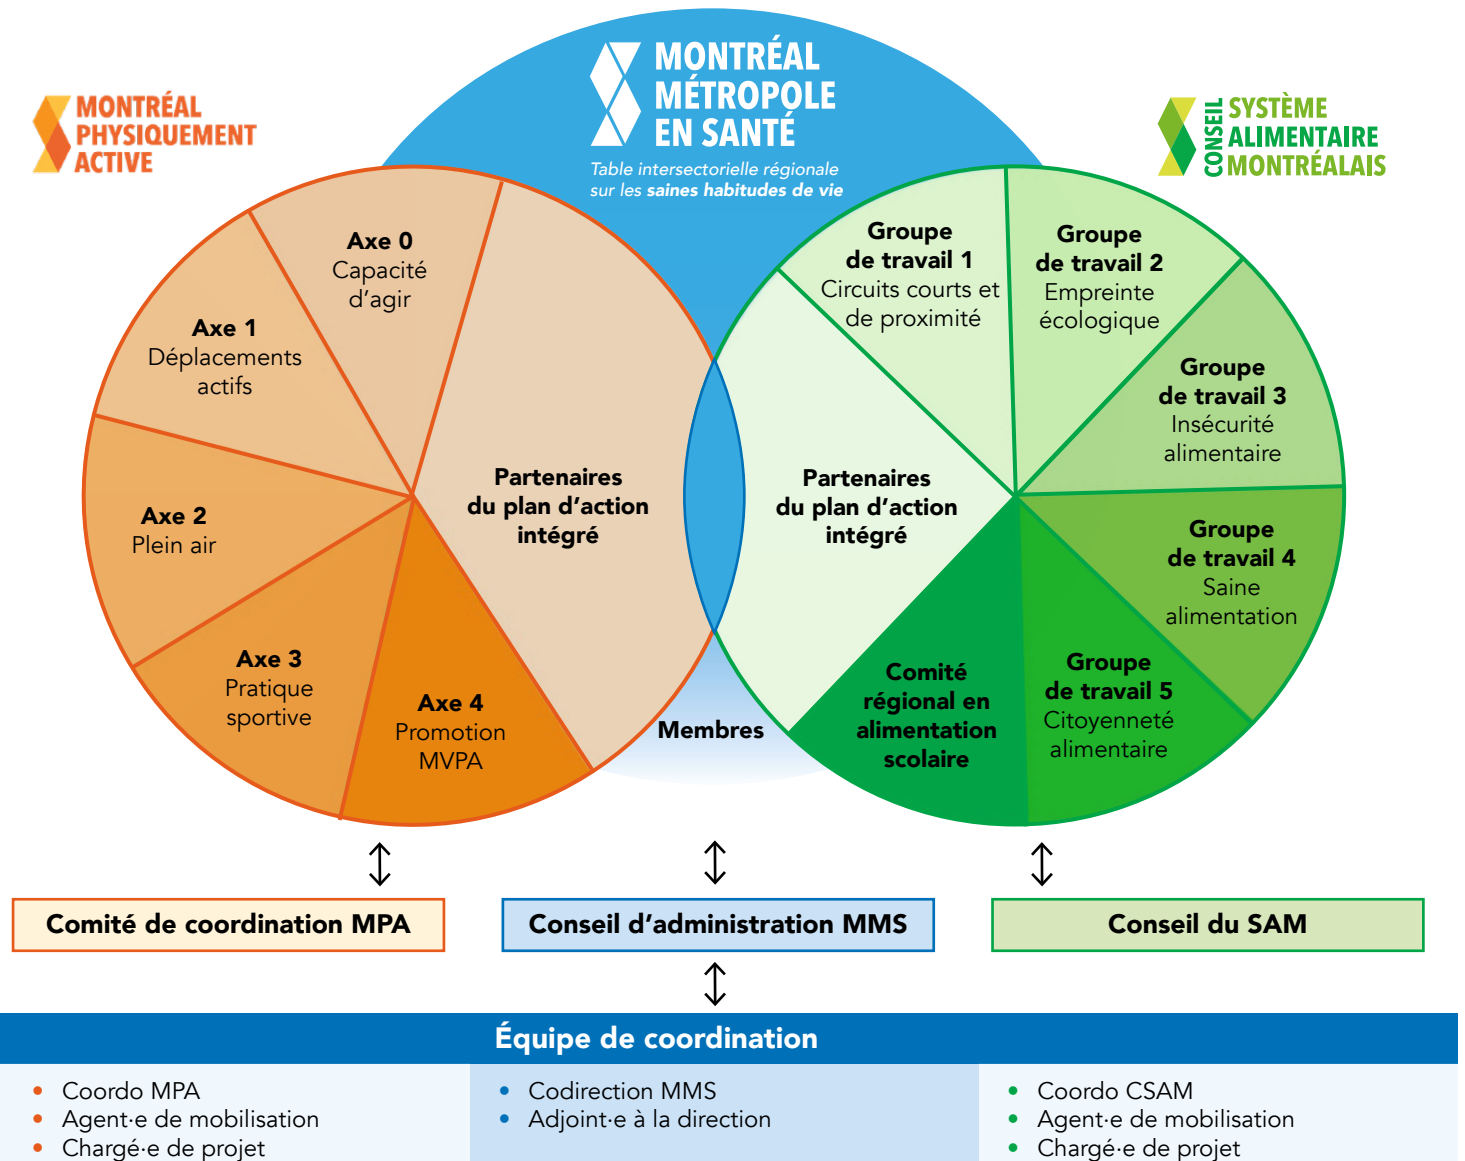 MONTRÉAL
MÉTROPOLE
EN SANTÉ
Table intersectorielle régionale
sur les saines habitudes de vie
MONTRÉAL
PHYSIQUEMENT
ACTIVE
CONSEIL
SYSTÈME
ALIMENTAIRE
MONTRÉALAIS
Axe 0
Capacité
d'agir
Axe 1
Déplacements
actifs
Axe 2
Plein air
Axe 3
Pratique
sportive
Axe 4
Promotion
MVPA
Partenaires
du plan d'action
intégré
Partenaires
du plan d'action
intégré
Groupe
de travail 1
Circuits courts et
de proximité
Groupe
de travail 2
Empreinte
écologique
Groupe
de travail 3
Insécurité
alimentaire
Groupe
de travail 4
Saine
alimentation
Groupe
de travail 5
Citoyenneté
alimentaire
Comité
régional en
alimentation
scolaire
Membres
Comité de coordination MPA
Conseil d'administration MMS
Conseil du SAM
Équipe de coordination
• Coordo MPA
• Agent·e de mobilisation
• Chargé·e de projet
• Codirection MMS
• Adjoint·e à la direction
• Coordo CSAM
• Agent·e de mobilisation
• Chargé·e de projet